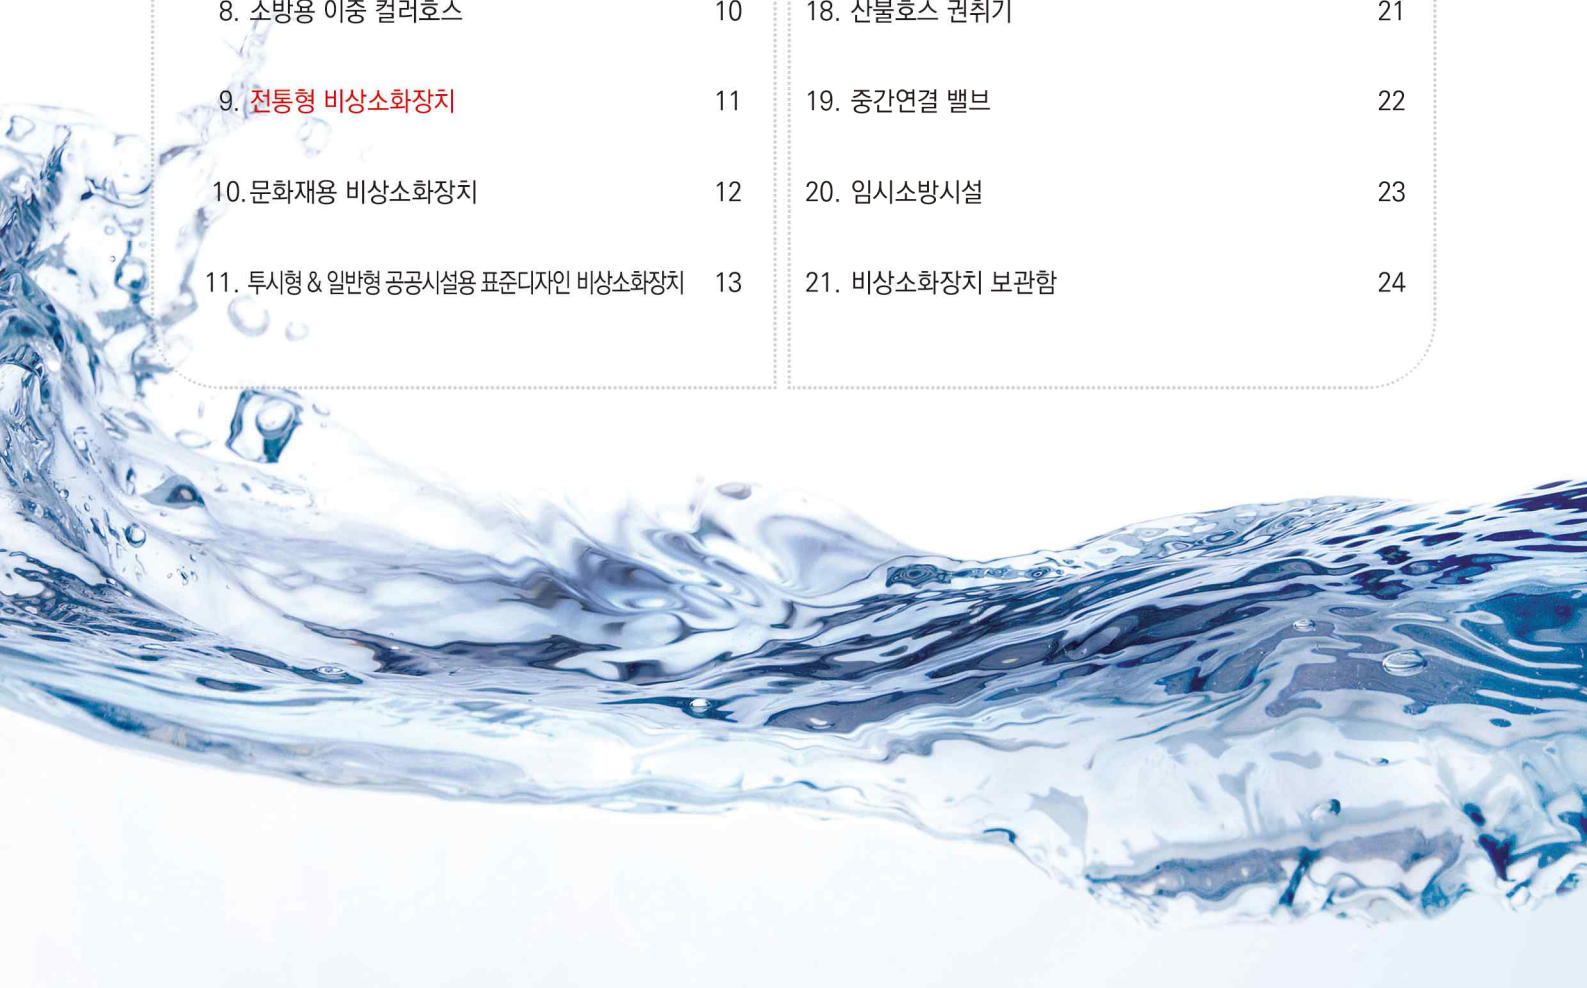 8. 소방용 이중 컬러호스 10
9. 전통형 비상소화장치 11
10. 문화재용 비상소화장치 12
11. 투시형 & 일반형 공공시설용 표준디자인 비상소화장치 13
18. 산불호스 권취기 21
19. 중간연결 밸브 22
20. 임시소방시설 23
21. 비상소화장치 보관함 24